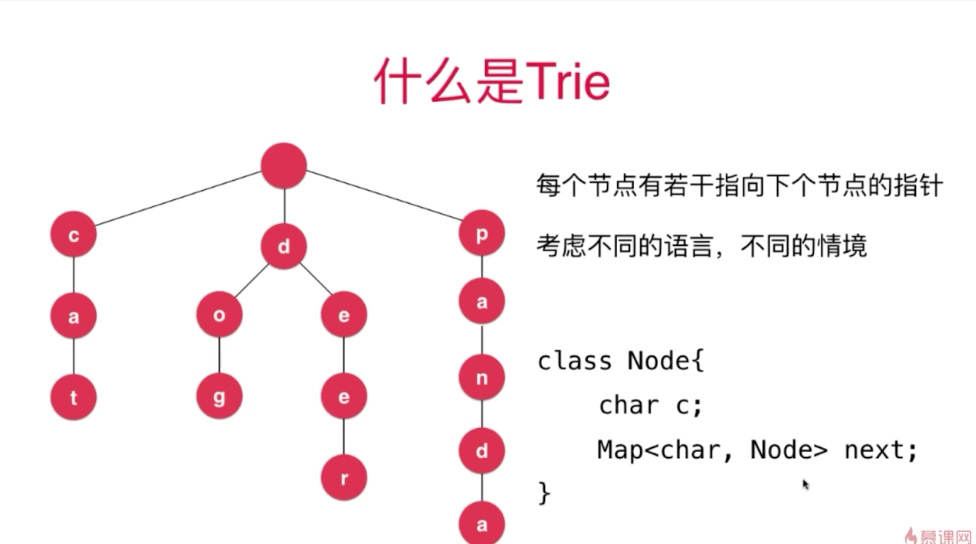 什么是Trie
每个节点有若干指向下个节点的指针
考虑不同的语言，不同的情境
c
d
p
a
o
e
a
t
g
e
n
r
d
a
class Node{
char c;
Map<char, Node> next;
}
慕课网